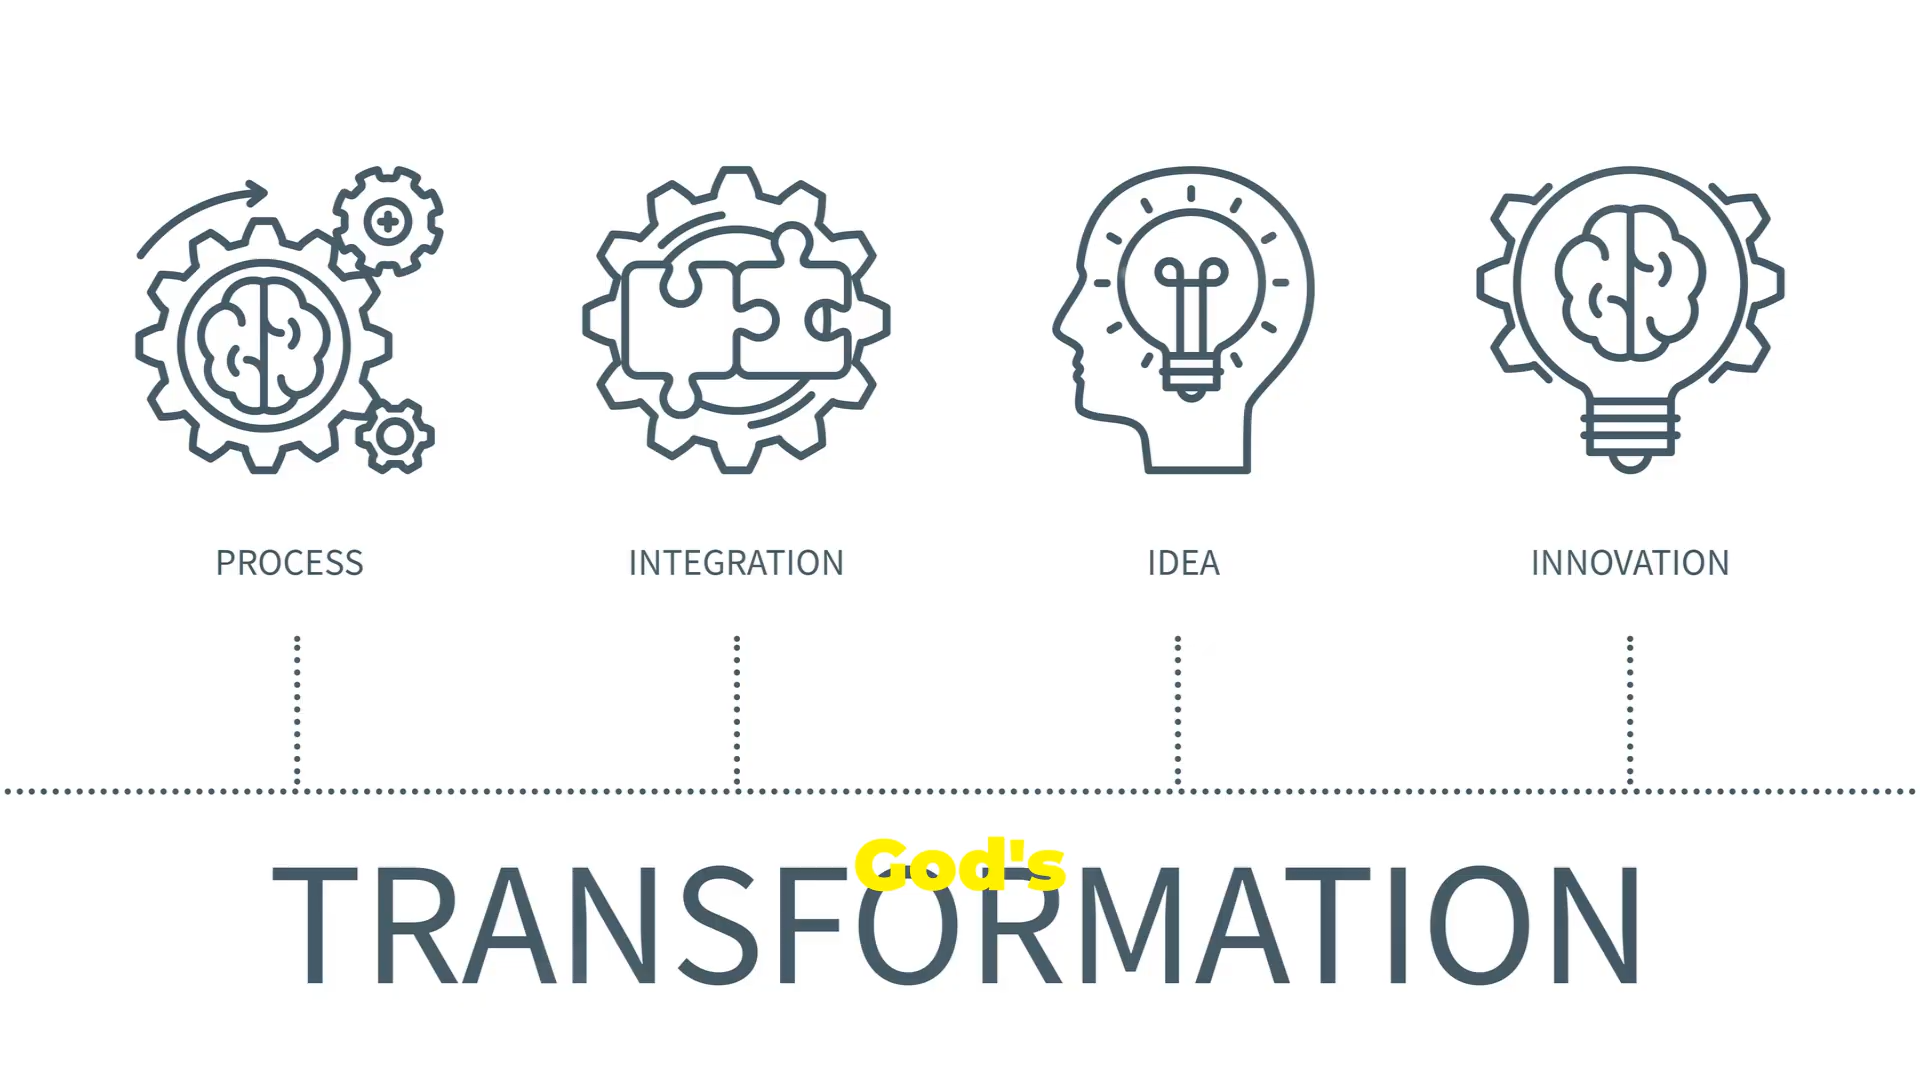 PROCESS
INTEGRATION
IDEA
INNOVATION
God's
TRANSFORMATION